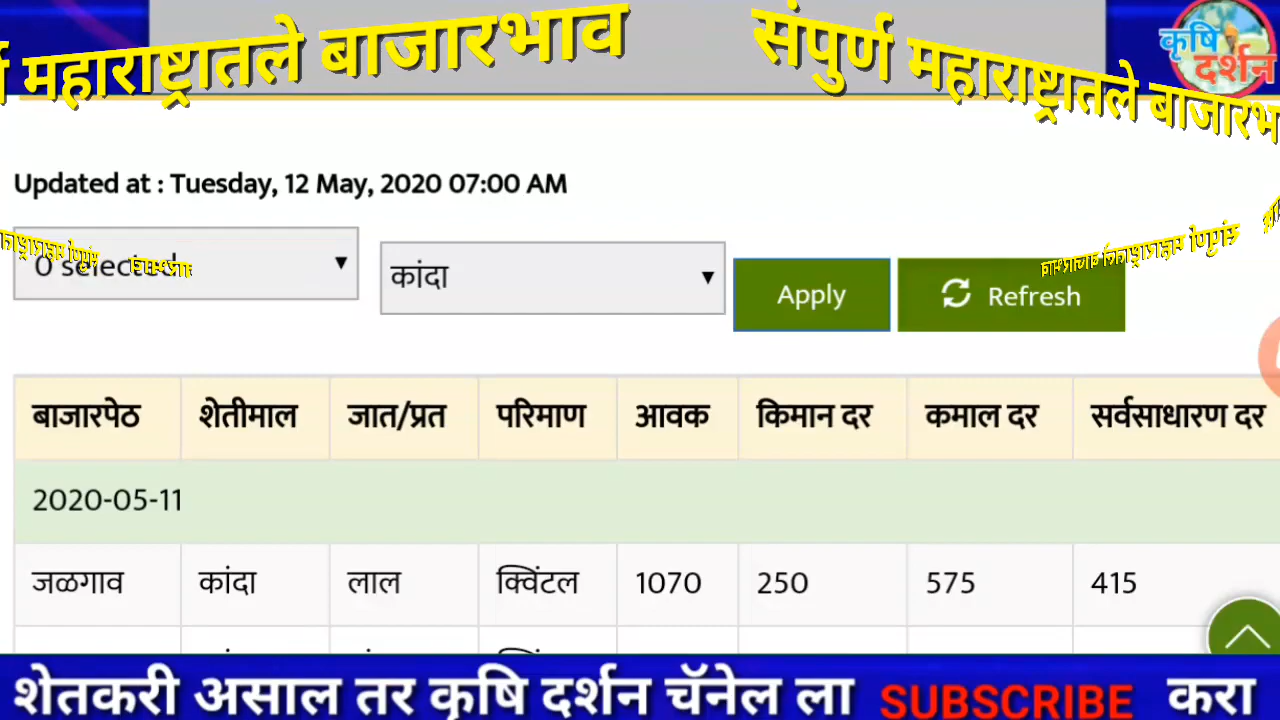 महाराष्ट्रातले बाजारभाव संपुर्ण महाराष्ट्रातले बाजारभ
कृषि
दर्शन
Updated at : Tuesday, 12 May, 2020 07:00 AM
0 selected कांदा Apply Refresh
बाजारपेठ शेतीमाल जात/प्रत परिमाण आवक किमान दर कमाल दर सर्वसाधारण दर
2020-05-11
जळगाव कांदा लाल क्विंटल 1070 250 575 415
शेतकरी असाल तर कृषि दर्शन चॅनेल ला SUBSCRIBE करा